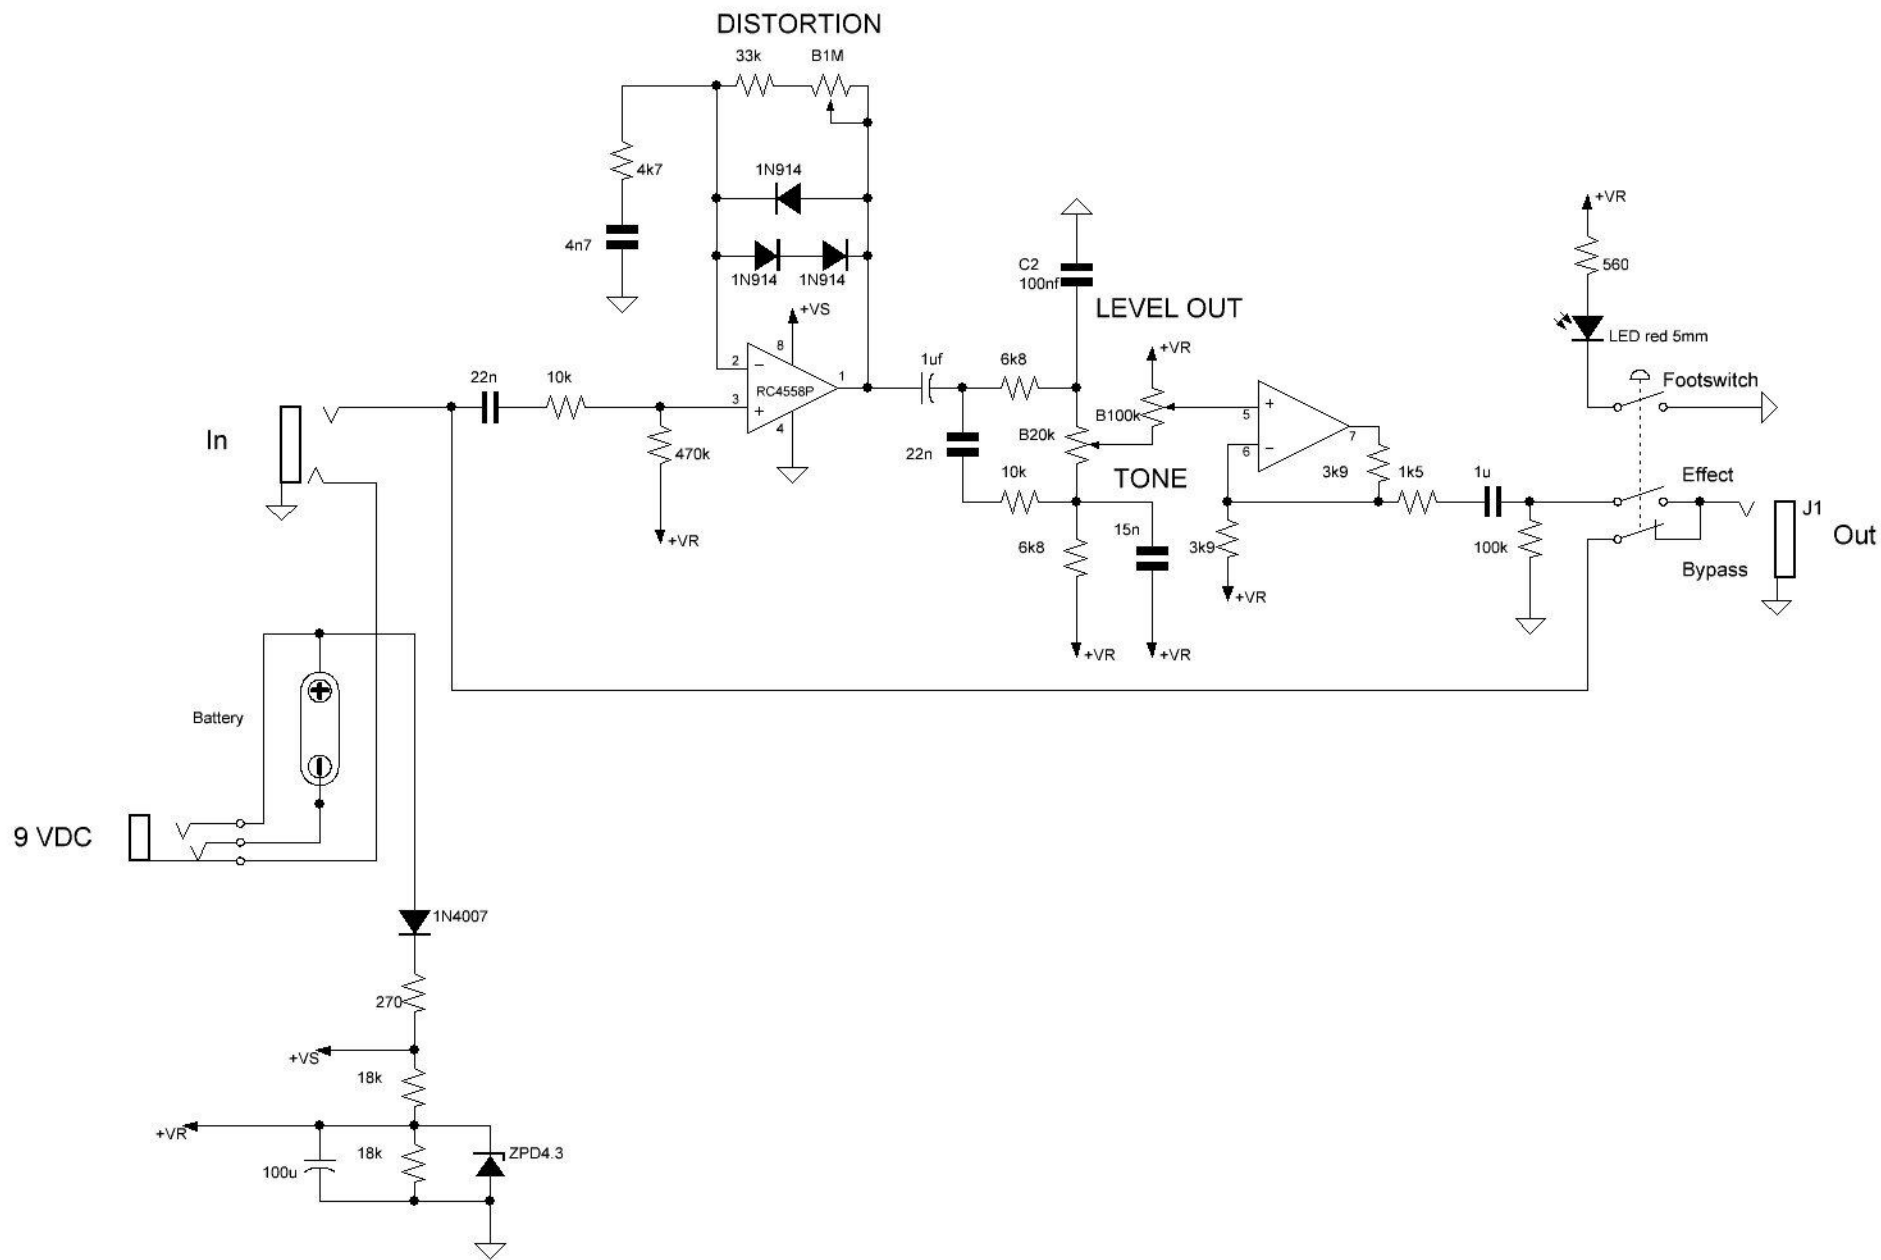 DISTORTION
33k
B1M
4k7
1N914
4n7
1N914
1N914
+VS
8
2
−
RC4558P
1
3
+
4
22n
10k
In
470k
+VR
1uf
6k8
C2
100nf
LEVEL OUT
+VR
B100k
B20k
22n
10k
TONE
6k8
15n
+VR
+VR
+
5
−
6
7
3k9
1k5
1u
3k9
+VR
100k
+VR
560
LED red 5mm
Footswitch
Effect
Bypass
J1
Out
Battery
+
−
9 VDC
1N4007
270
+VS
18k
+VR
18k
100u
ZPD4.3